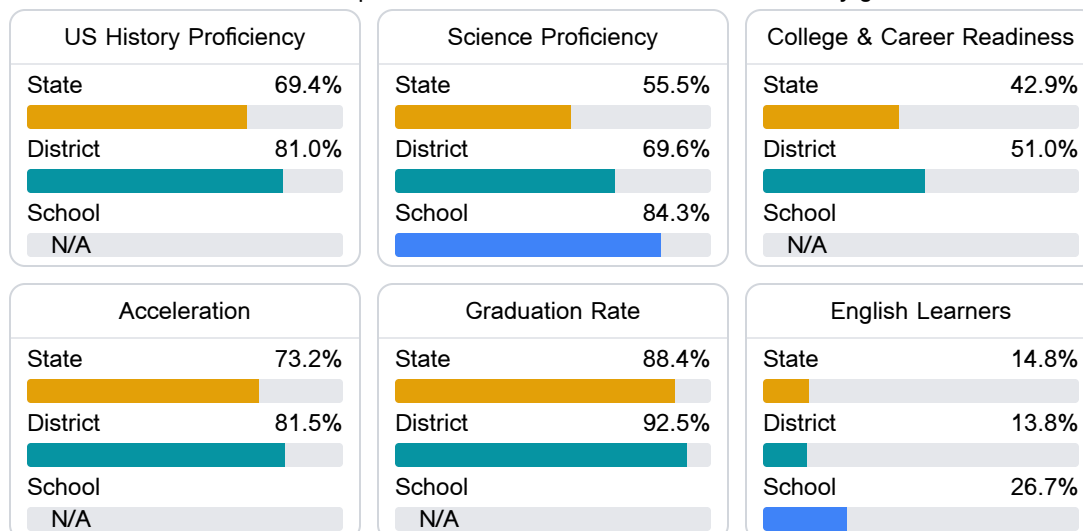 US History Proficiency
State 69.4%
District 81.0%
School
N/A
Science Proficiency
State 55.5%
District 69.6%
School 84.3%
College & Career Readiness
State 42.9%
District 51.0%
School
N/A
Acceleration
State 73.2%
District 81.5%
School
N/A
Graduation Rate
State 88.4%
District 92.5%
School
N/A
English Learners
State 14.8%
District 13.8%
School 26.7%